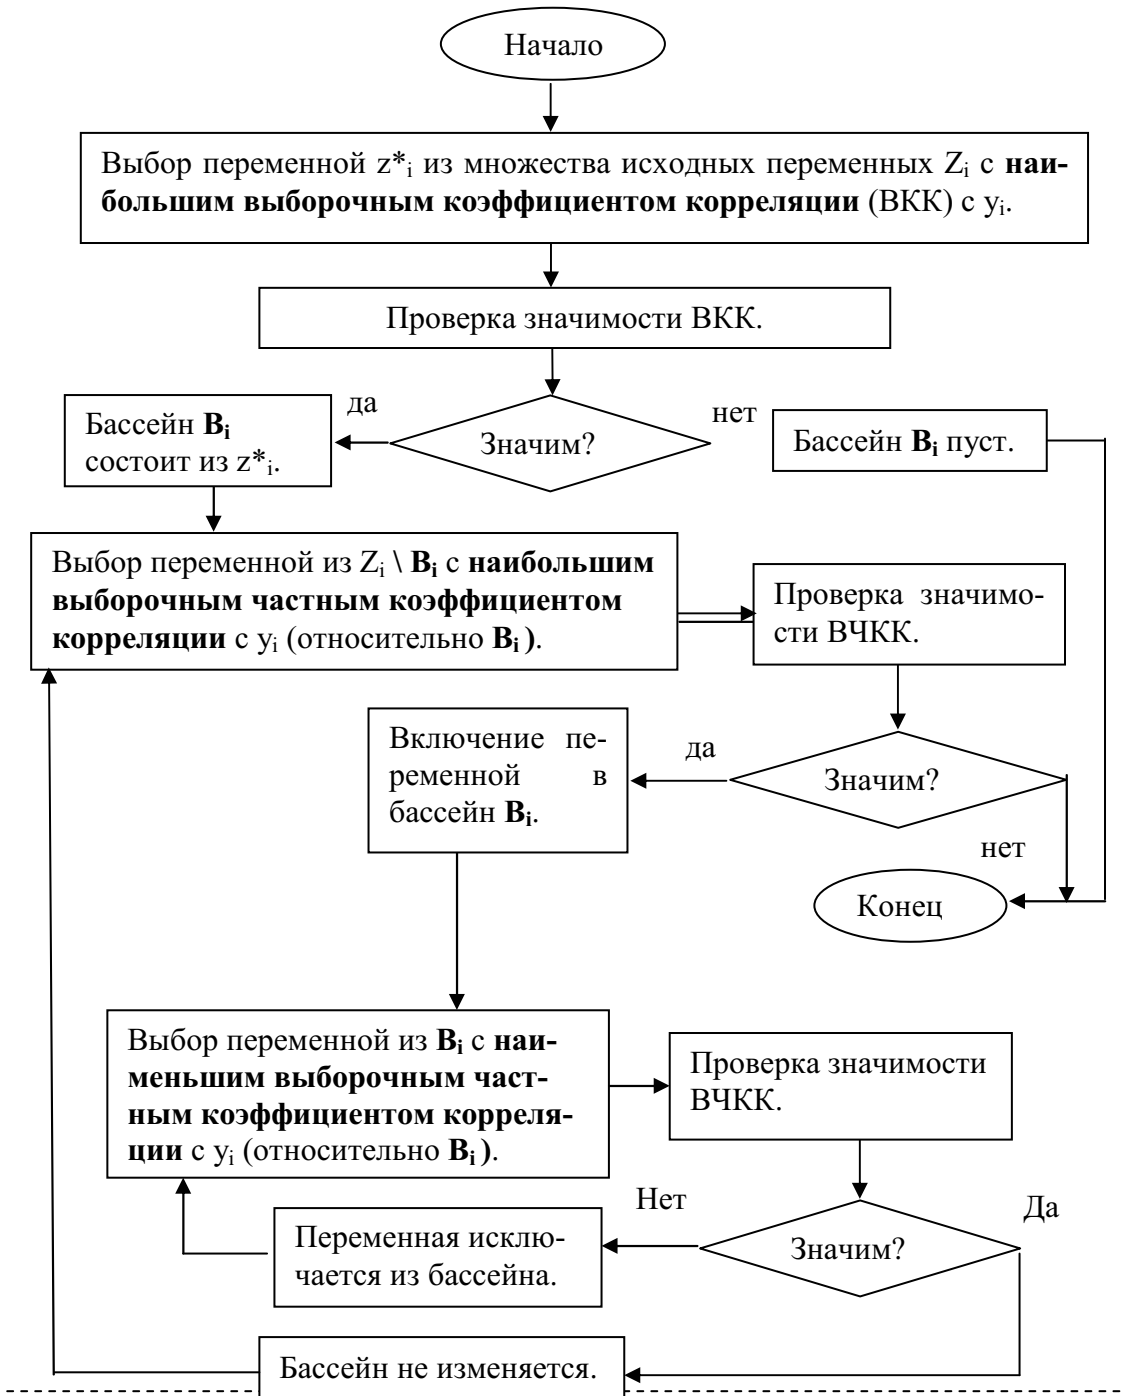 Начало
Выбор переменной z*i из множества исходных переменных Zi с наи-
большим выборочным коэффициентом корреляции (ВКК) с yi.
Проверка значимости ВКК.
да
нет
Бассейн Bi
состоит из z*i.
Значим?
Бассейн Bi пуст.
Выбор переменной из Zi \ Bi с наибольшим
выборочным частным коэффициентом
корреляции с yi (относительно Bi ).
Проверка значимо-
сти ВЧКК.
Включение пе-
ременной в
бассейн Bi.
да
Значим?
нет
Конец
Выбор переменной из Bi с наи-
меньшим выборочным част-
ным коэффициентом корреля-
ции с yi (относительно Bi ).
Проверка значимости
ВЧКК.
Нет
Да
Переменная исклю-
чается из бассейна.
Значим?
Бассейн не изменяется.